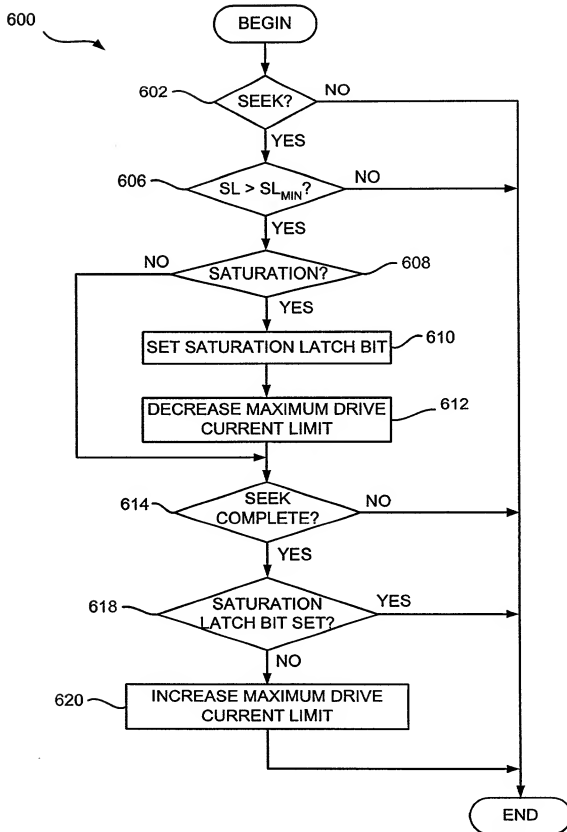 600
BEGIN
602
SEEK?
NO
YES
606
SL > SLMIN?
NO
YES
NO
SATURATION?
608
YES
SET SATURATION LATCH BIT
610
DECREASE MAXIMUM DRIVE
CURRENT LIMIT
612
614
SEEK
COMPLETE?
NO
YES
618
SATURATION
LATCH BIT SET?
YES
NO
620
INCREASE MAXIMUM DRIVE
CURRENT LIMIT
END